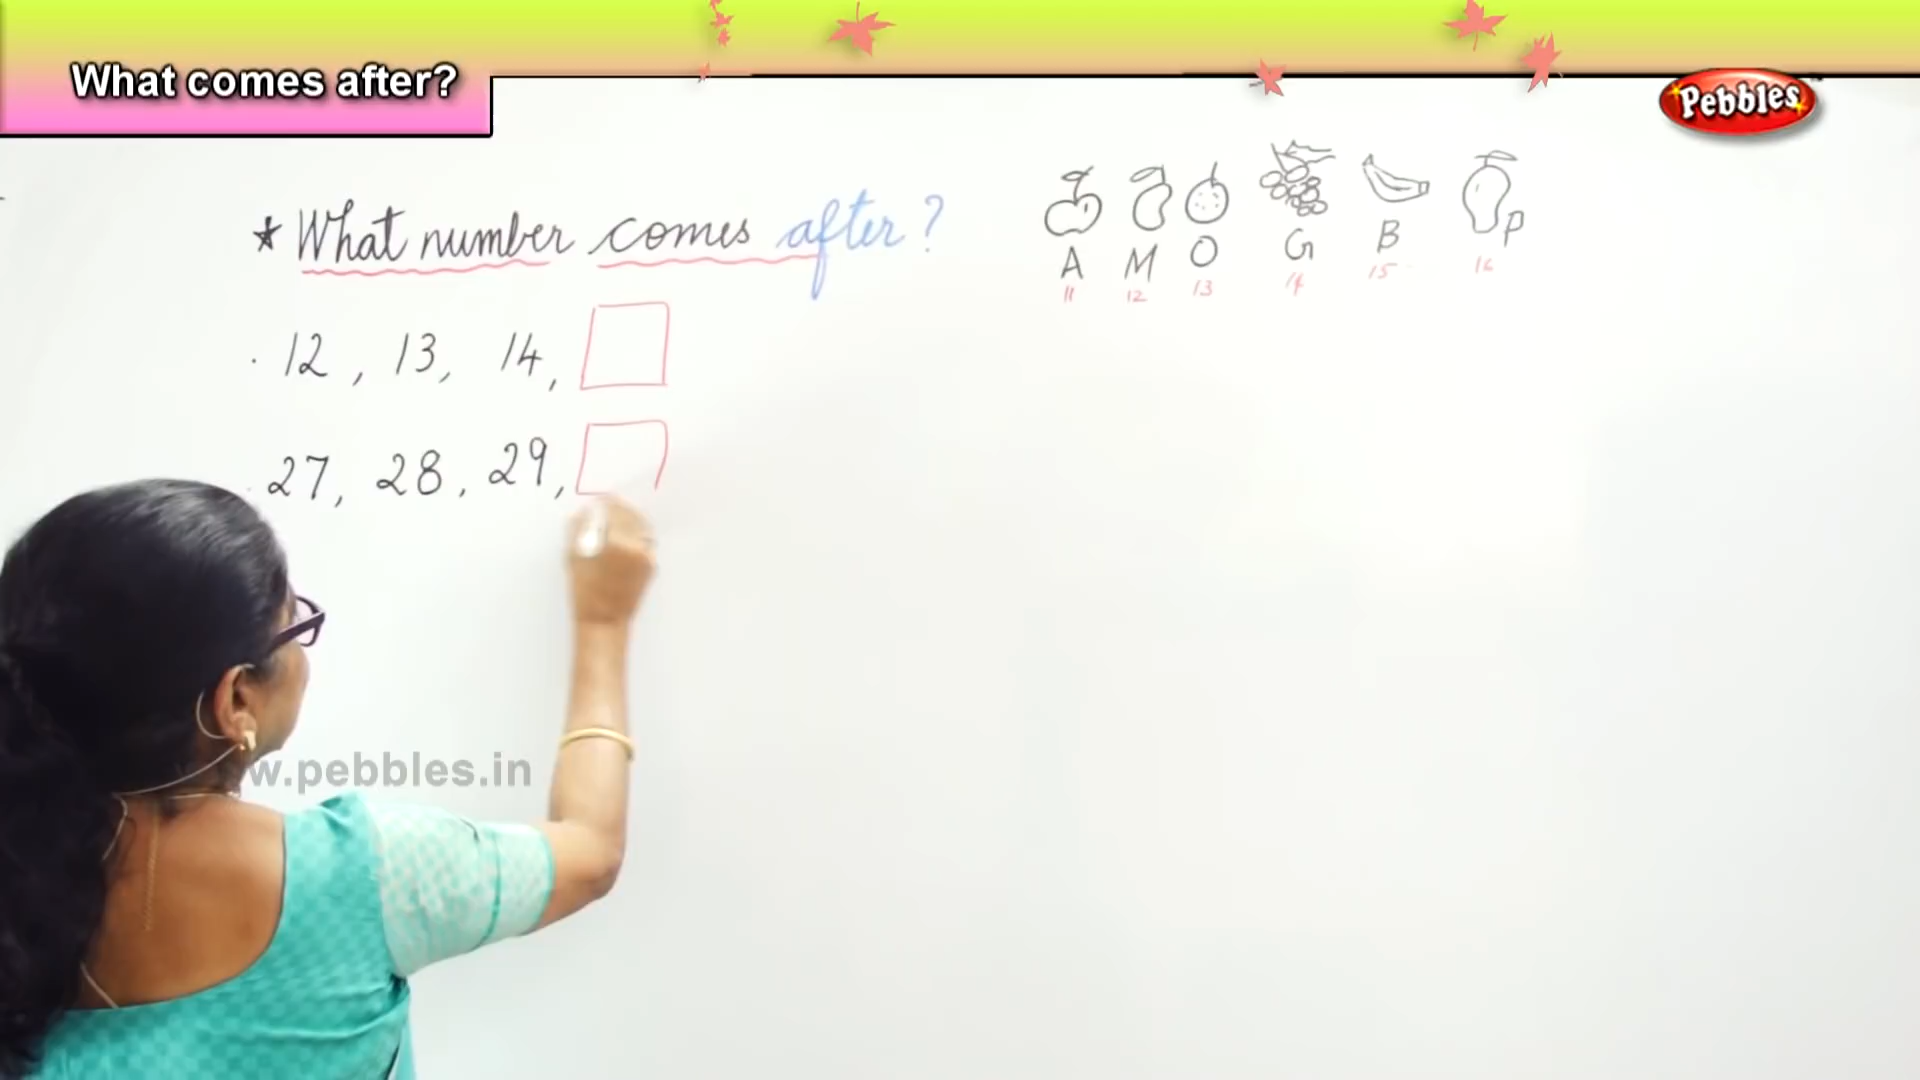 What comes after?
Pebbles
★ What number comes after?
A M O G B P
11 12 13 14 15 16
· 12, 13, 14,
27, 28, 29,
w.pebbles.in